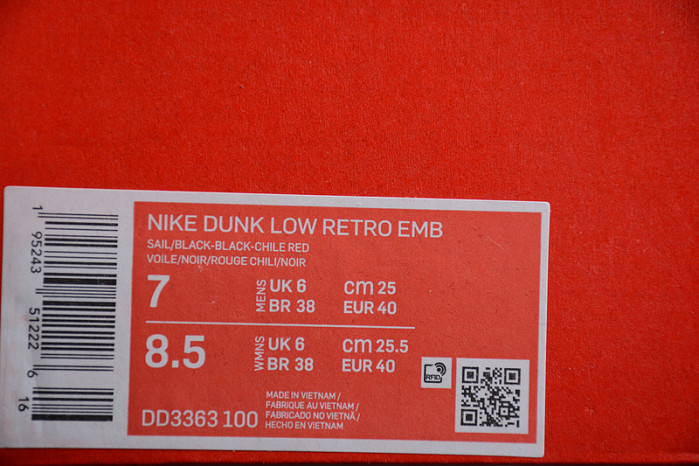 NIKE DUNK LOW RETRO EMB
SAIL/BLACK-BLACK-CHILE RED
VOILE/NOIR/ROUGE CHILI/NOIR
7 MENS UK 6 cm 25
BR 38 EUR 40
8.5 WMNS UK 6 cm 25.5
BR 38 EUR 40
RFID
DD3363 100
MADE IN VIETNAM /
FABRIQUE AU VIETNAM /
FABRICADO NO VIETNÃ /
HECHO EN VIETNAM
1 95243 51222 6 16